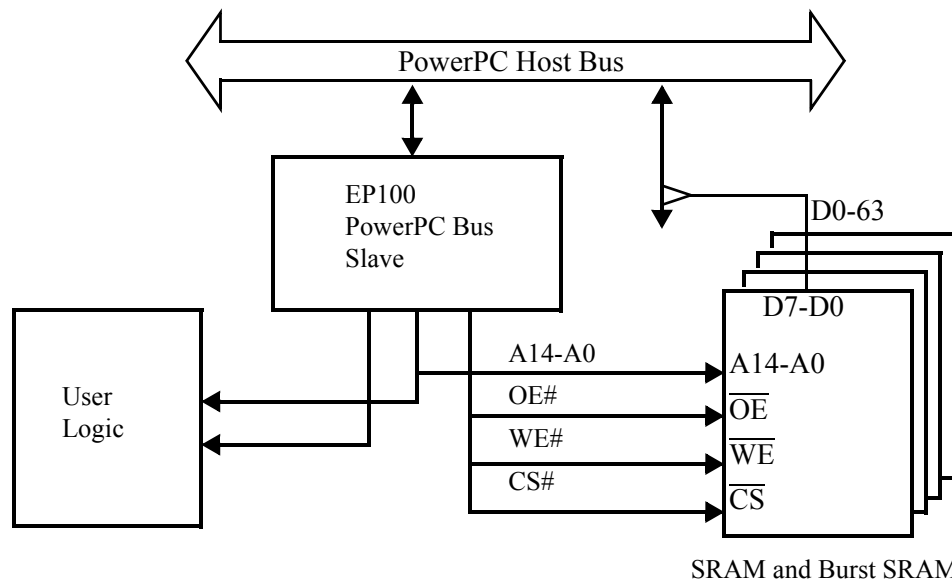 PowerPC Host Bus
EP100
PowerPC Bus
Slave
D0-63
D7-D0
A14-A0
A14-A0
OE#
OE
WE#
WE
CS#
CS
User
Logic
SRAM and Burst SRAM